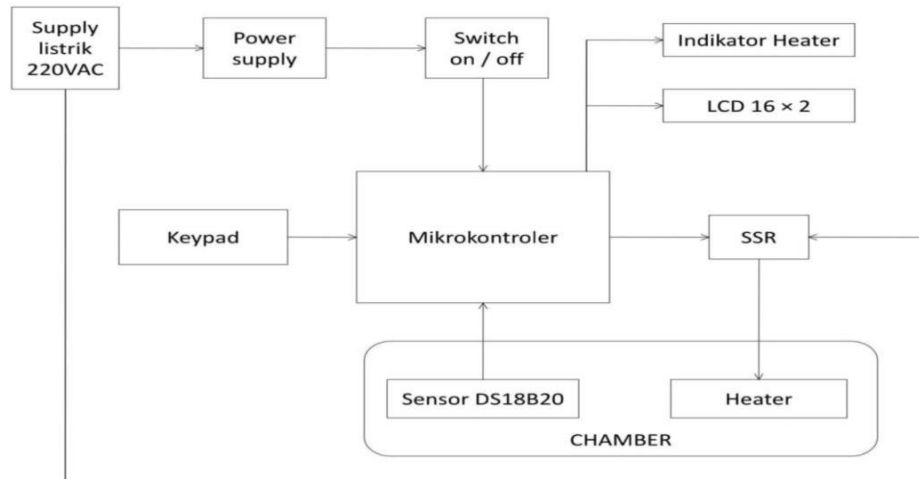 Supply
listrik
220VAC
Power
supply
Switch
on / off
Indikator Heater
LCD 16 × 2
Keypad
Mikrokontroler
SSR
Sensor DS18B20
Heater
CHAMBER